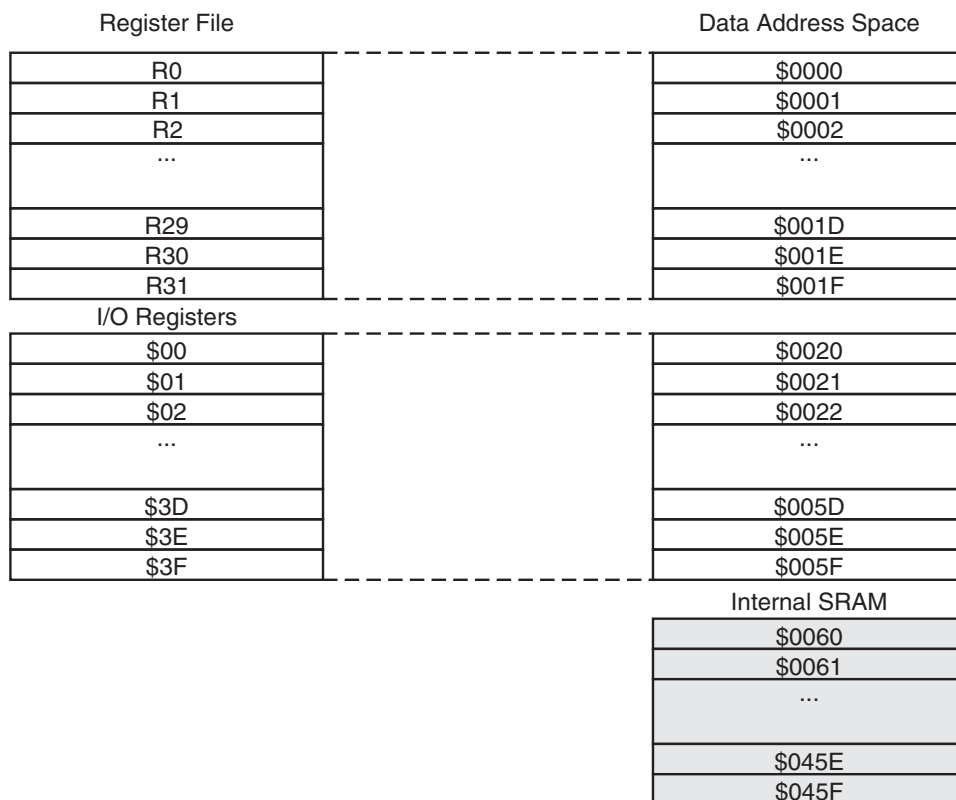 Register File
Data Address Space
R0
$0000
R1
$0001
R2
$0002
...
...
R29
$001D
R30
$001E
R31
$001F
I/O Registers
$00
$0020
$01
$0021
$02
$0022
...
...
$3D
$005D
$3E
$005E
$3F
$005F
Internal SRAM
$0060
$0061
...
$045E
$045F